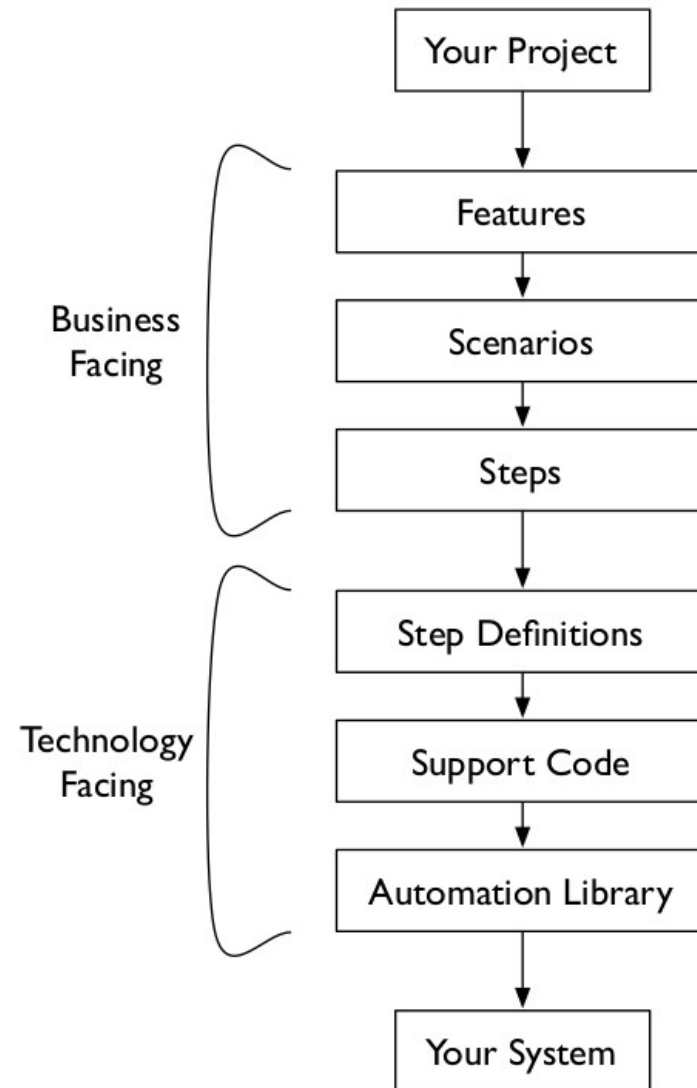 Your Project
Features
Business
Facing
Scenarios
Steps
Step Definitions
Technology
Facing
Support Code
Automation Library
Your System